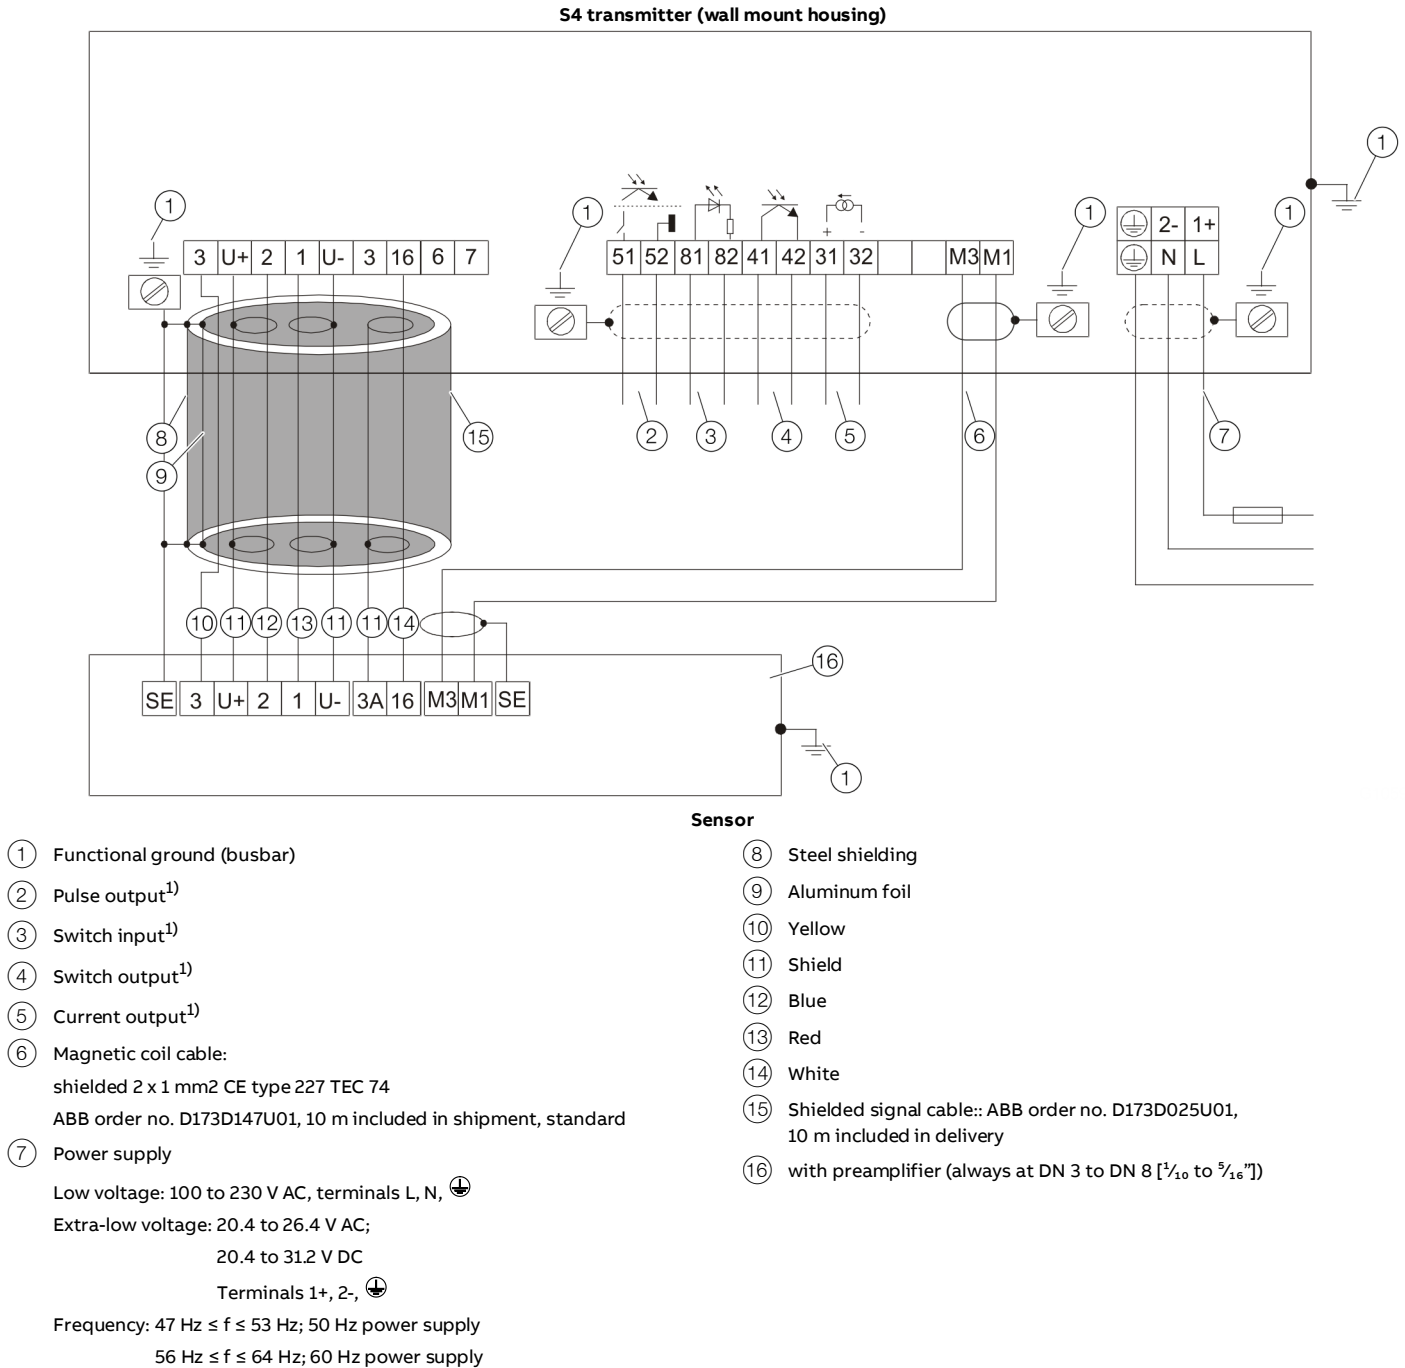 S4 transmitter (wall mount housing)
1
1
1
1
1
3 U+ 2 1 U- 3 16 6 7
51 52 81 82 41 42 31 32 M3 M1
+ -
2- 1+
N L
8
9
15
2
3
4
5
6
7
10 11 12 13 11 11 14
16
SE 3 U+ 2 1 U- 3A 16 M3 M1 SE
1
Sensor
1 Functional ground (busbar)
2 Pulse output1)
3 Switch input1)
4 Switch output1)
5 Current output1)
6 Magnetic coil cable:
shielded 2 x 1 mm2 CE type 227 TEC 74
ABB order no. D173D147U01, 10 m included in shipment, standard
7 Power supply
Low voltage: 100 to 230 V AC, terminals L, N, ⏚
Extra-low voltage: 20.4 to 26.4 V AC;
20.4 to 31.2 V DC
Terminals 1+, 2-, ⏚
Frequency: 47 Hz ≤ f ≤ 53 Hz; 50 Hz power supply
56 Hz ≤ f ≤ 64 Hz; 60 Hz power supply
8 Steel shielding
9 Aluminum foil
10 Yellow
11 Shield
12 Blue
13 Red
14 White
15 Shielded signal cable:: ABB order no. D173D025U01,
10 m included in delivery
16 with preamplifier (always at DN 3 to DN 8 [1/10 to 5/16"])